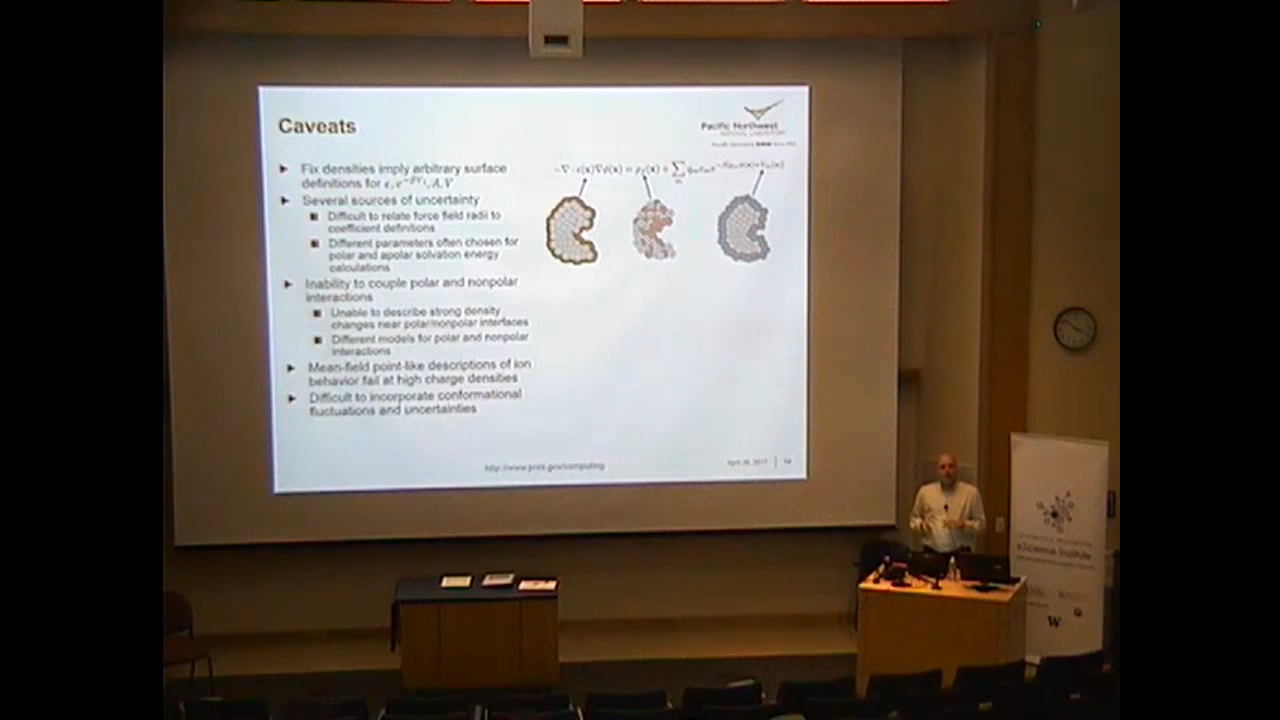 Caveats
Pacific Northwest
NATIONAL LABORATORY
Fix densities imply arbitrary surface
definitions for
Several sources of uncertainty
Difficult to relate force field radii to
coefficient definitions
Different parameters often chosen for
polar and apolar solvation energy
calculations
Inability to couple polar and nonpolar
interactions
Unable to describe strong density
changes near polar/nonpolar interfaces
Different models for polar and nonpolar
interactions
Mean-field point-like descriptions of ion
behavior fail at high charge densities
Difficult to incorporate conformational
fluctuations and uncertainties
http://www.pnnl.gov/computing
eScience Institute
W